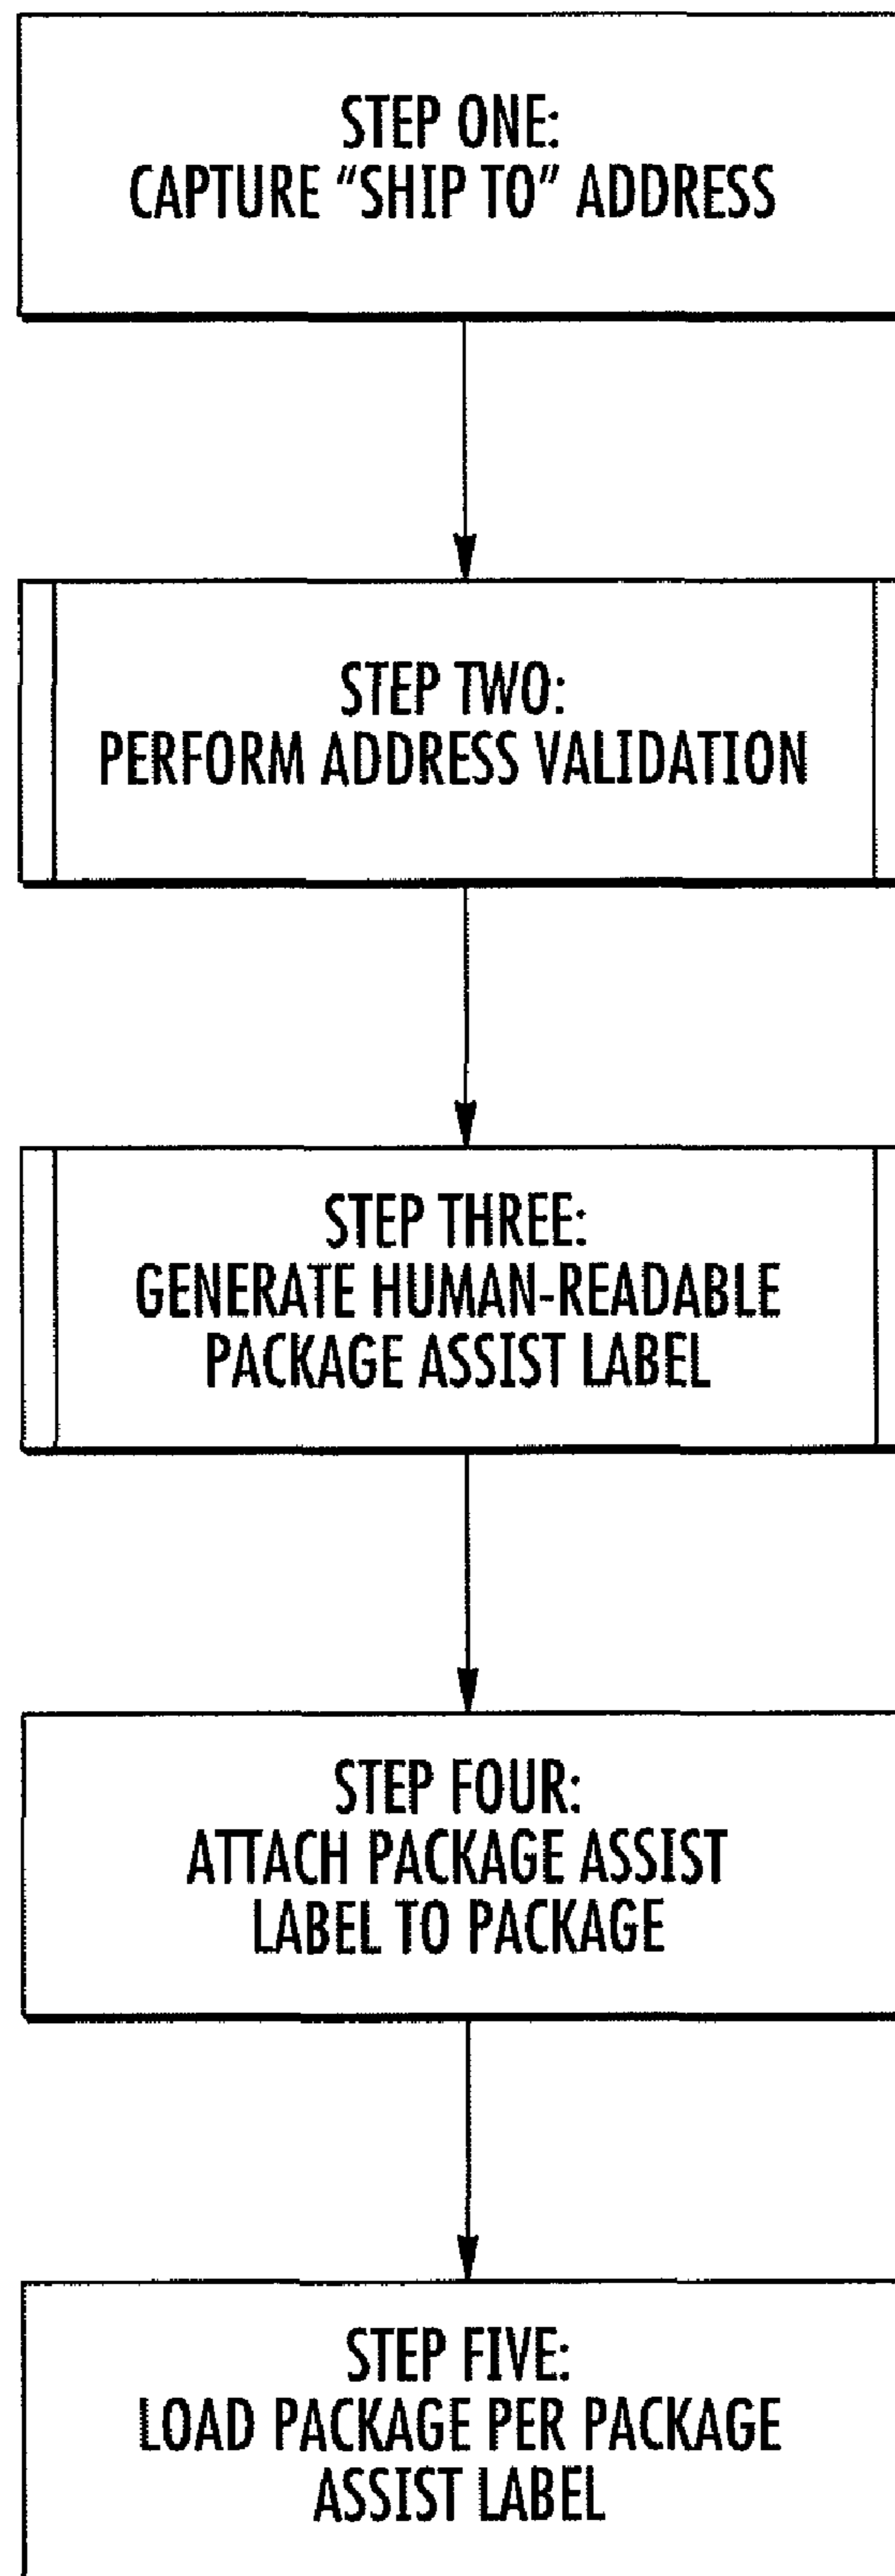 STEP ONE:
CAPTURE "SHIP TO" ADDRESS
STEP TWO:
PERFORM ADDRESS VALIDATION
STEP THREE:
GENERATE HUMAN-READABLE
PACKAGE ASSIST LABEL
STEP FOUR:
ATTACH PACKAGE ASSIST
LABEL TO PACKAGE
STEP FIVE:
LOAD PACKAGE PER PACKAGE
ASSIST LABEL